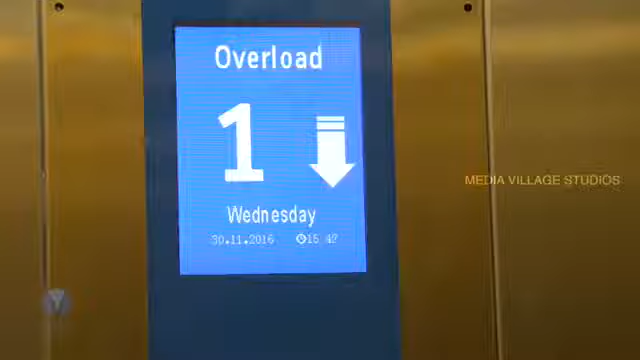 Overload
1
Wednesday
30.11.2016 15:42
MEDIA VILLAGE STUDIOS